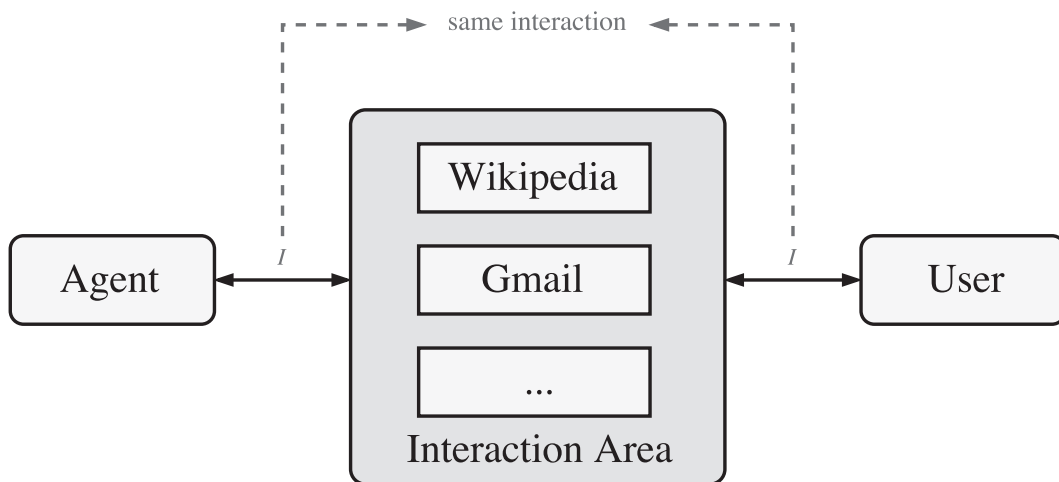 same interaction
Wikipedia
Agent
I
Gmail
I
User
...
Interaction Area